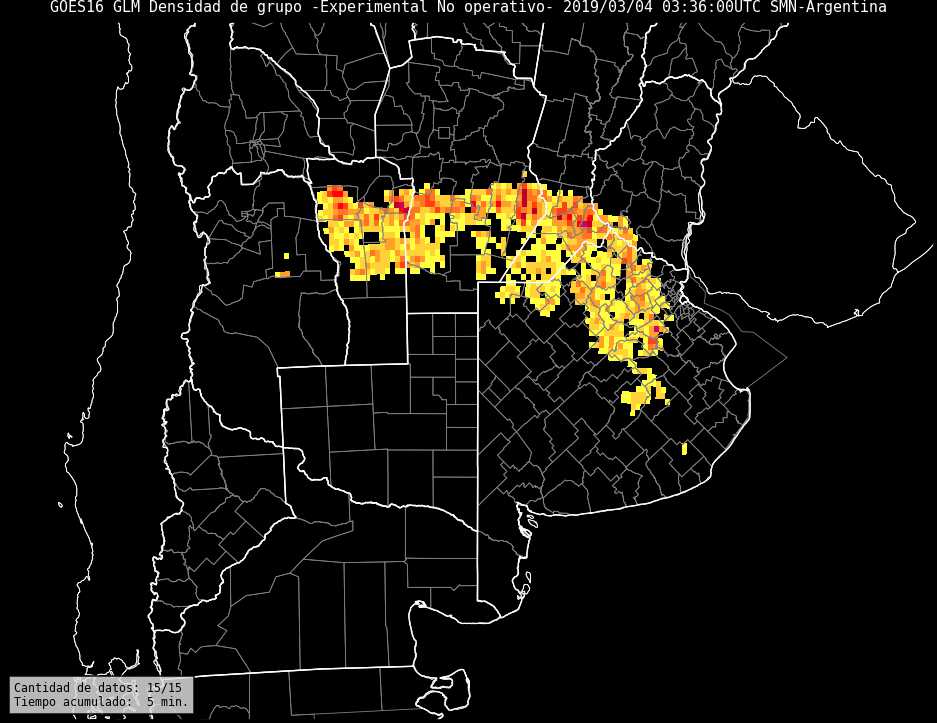 GOES16 GLM Densidad de grupo -Experimental No operativo- 2019/03/04 03:36:00UTC SMN-Argentina
Cantidad de datos: 15/15
Tiempo acumulado:  5 min.